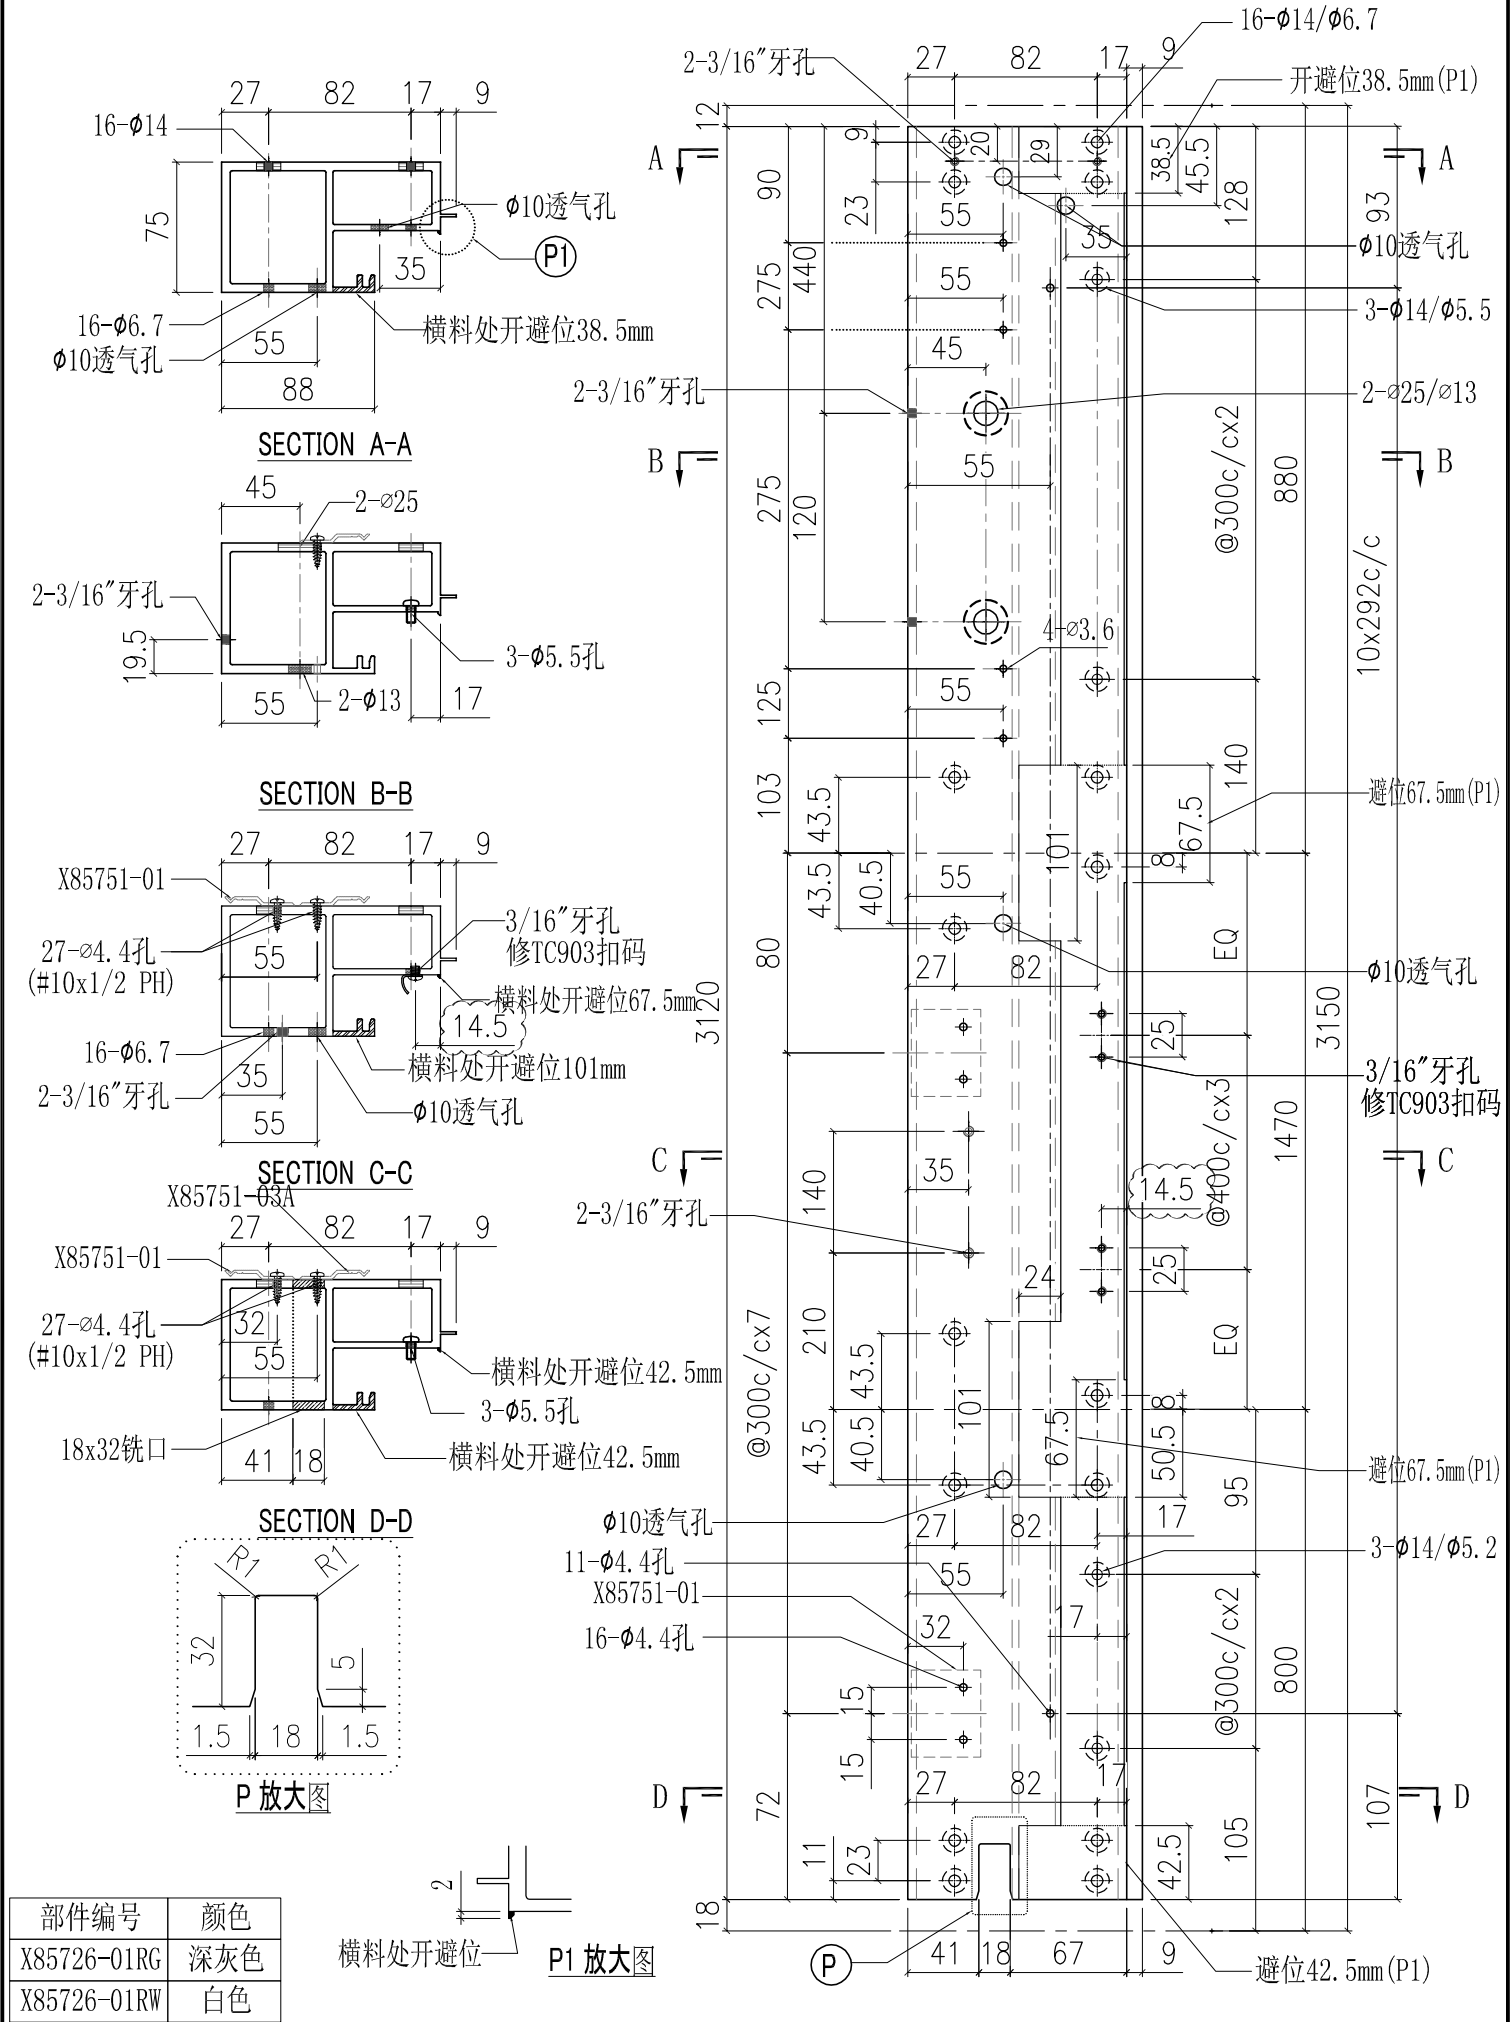 27
82
17
9
16-ϕ14
75
ϕ10透气孔
P1
35
16-ϕ6.7
ϕ10透气孔
55
横料处开避位38.5mm
88
SECTION A-A
45
2-⌀25
2-3/16"牙孔
19.5
3-ϕ5.5孔
55
2-ϕ13
17
SECTION B-B
27
82
17
9
X85751-01
3/16"牙孔
修TC903扣码
27-⌀4.4孔
(#10x1/2 PH)
55
横料处开避位67.5mm
14.5
16-ϕ6.7
横料处开避位101mm
2-3/16"牙孔
35
ϕ10透气孔
55
SECTION C-C
X85751-03A
27
82
17
9
X85751-01
27-⌀4.4孔
(#10x1/2 PH)
32
55
横料处开避位42.5mm
3-ϕ5.5孔
18x32铣口
41
18
横料处开避位42.5mm
SECTION D-D
R1
R1
32
5
1.5
18
1.5
P 放大图
2
横料处开避位
P1 放大图
部件编号 颜色
X85726-01RG 深灰色
X85726-01RW 白色
16-ϕ14/ϕ6.7
2-3/16"牙孔
27
82
17
9
开避位38.5mm(P1)
12
9
20
29
38.5
45.5
A
A
90
23
128
93
55
35
ϕ10透气孔
275
440
55
3-ϕ14/ϕ5.5
45
2-3/16"牙孔
2-⌀25/⌀13
@300c/cx2
B
B
55
880
275
120
10x292c/c
4-⌀3.6
125
55
140
103
43.5
67.5
避位67.5mm(P1)
101
8
43.5
40.5
55
EQ
80
27
82
ϕ10透气孔
3120
25
3150
3/16"牙孔
修TC903扣码
@400c/cx3
1470
C
C
140
35
14.5
2-3/16"牙孔
24
25
210
EQ
@300c/cx7
43.5
101
8
43.5
40.5
67.5
50.5
避位67.5mm(P1)
95
ϕ10透气孔
27
82
17
3-ϕ14/ϕ5.2
11-ϕ4.4孔
55
X85751-01
32
17
16-ϕ4.4孔
@300c/cx2
800
15
15
27
82
17
D
D
72
107
11
23
42.5
105
18
P
41
18
67
9
避位42.5mm(P1)